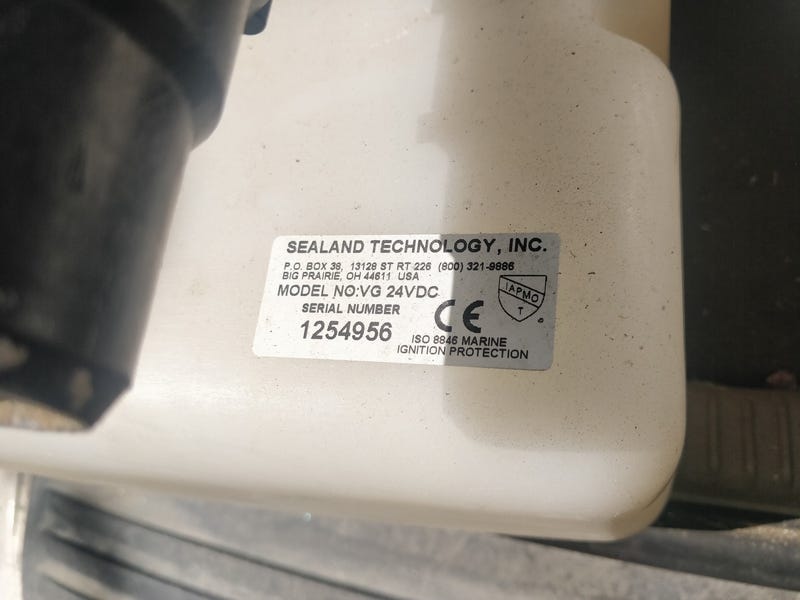 SEALAND TECHNOLOGY, INC.
P.O. BOX 38, 13128 ST RT 226 (800) 321-9886
BIG PRAIRIE, OH 44611 USA
MODEL NO:VG 24VDC
SERIAL NUMBER
1254956
CE
IAPMO
T
ISO 8846 MARINE
IGNITION PROTECTION